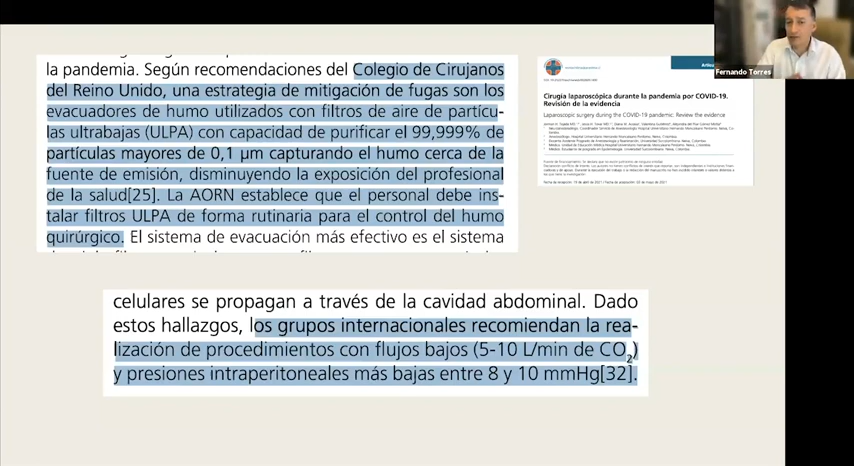 la pandemia. Según recomendaciones del Colegio de Cirujanos
del Reino Unido, una estrategia de mitigación de fugas son los
evacuadores de humo utilizados con filtros de aire de partícu-
las ultrabajas (ULPA) con capacidad de purificar el 99,999% de
partículas mayores de 0,1 µm capturando el humo cerca de la
fuente de emisión, disminuyendo la exposición del profesional
de la salud[25]. La AORN establece que el personal debe ins-
talar filtros ULPA de forma rutinaria para el control del humo
quirúrgico. El sistema de evacuación más efectivo es el sistema
Cirugía laparoscópica durante la pandemia por COVID-19.
Revisión de la evidencia
Laparoscopic surgery during the COVID-19 pandemic: Review the evidence
Fernando Torres
celulares se propagan a través de la cavidad abdominal. Dado
estos hallazgos, los grupos internacionales recomiendan la rea-
lización de procedimientos con flujos bajos (5-10 L/min de CO2)
y presiones intraperitoneales más bajas entre 8 y 10 mmHg[32].